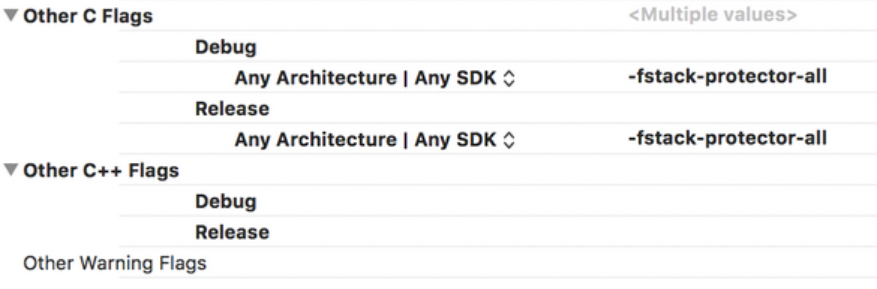 Other C Flags <Multiple values>
Debug
Any Architecture | Any SDK -fstack-protector-all
Release
Any Architecture | Any SDK -fstack-protector-all
Other C++ Flags
Debug
Release
Other Warning Flags